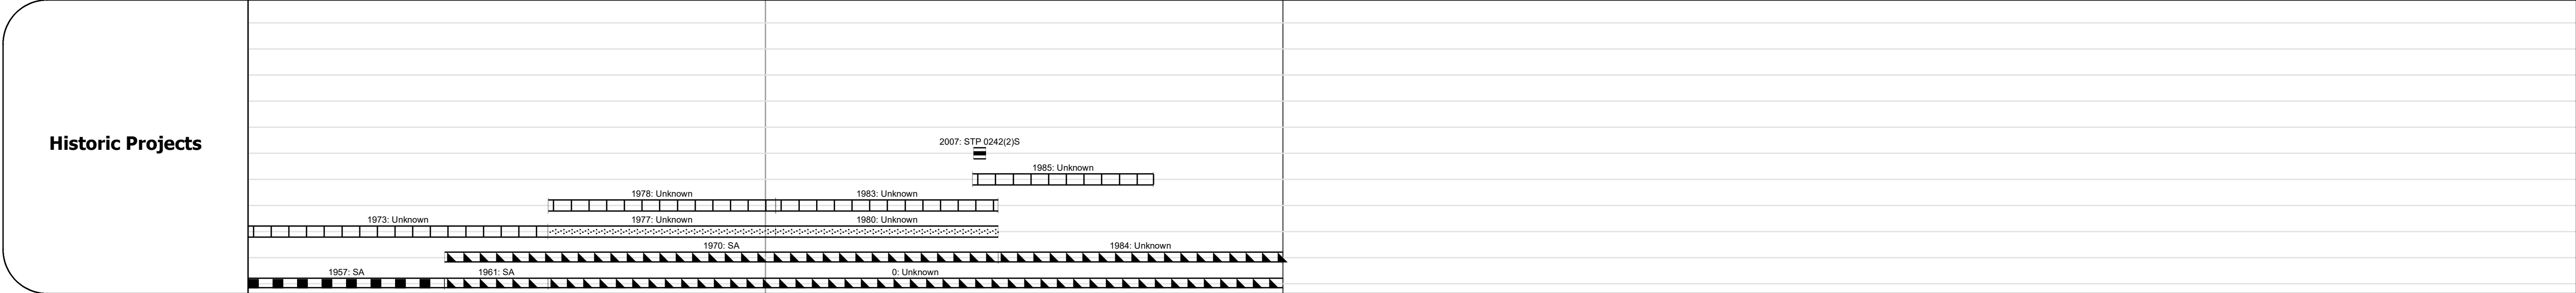 Historic Projects
2007: STP 0242(2)S
1985: Unknown
1978: Unknown
1983: Unknown
1973: Unknown
1977: Unknown
1980: Unknown
1970: SA
1984: Unknown
1957: SA
1961: SA
0: Unknown